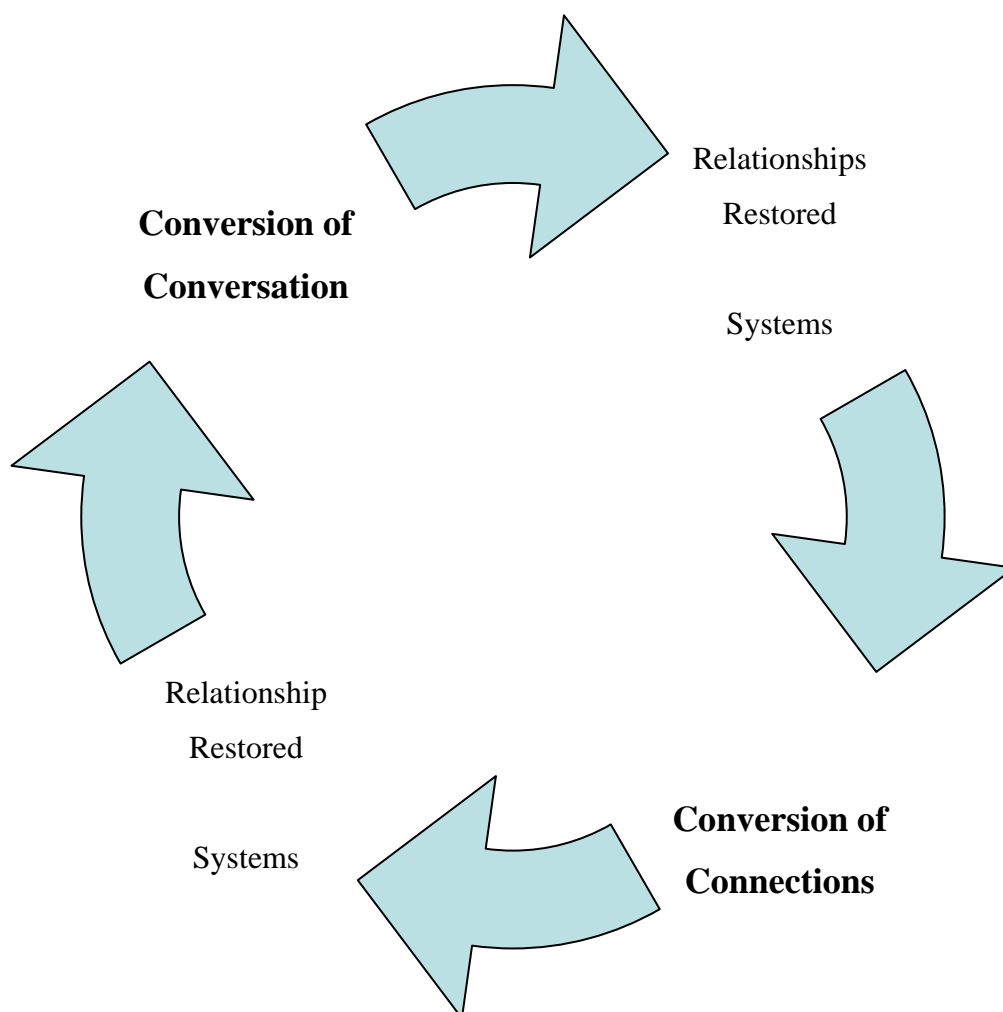 Relationships
Restored
Systems
Conversion of
Conversation
Relationship
Restored
Systems
Conversion of
Connections